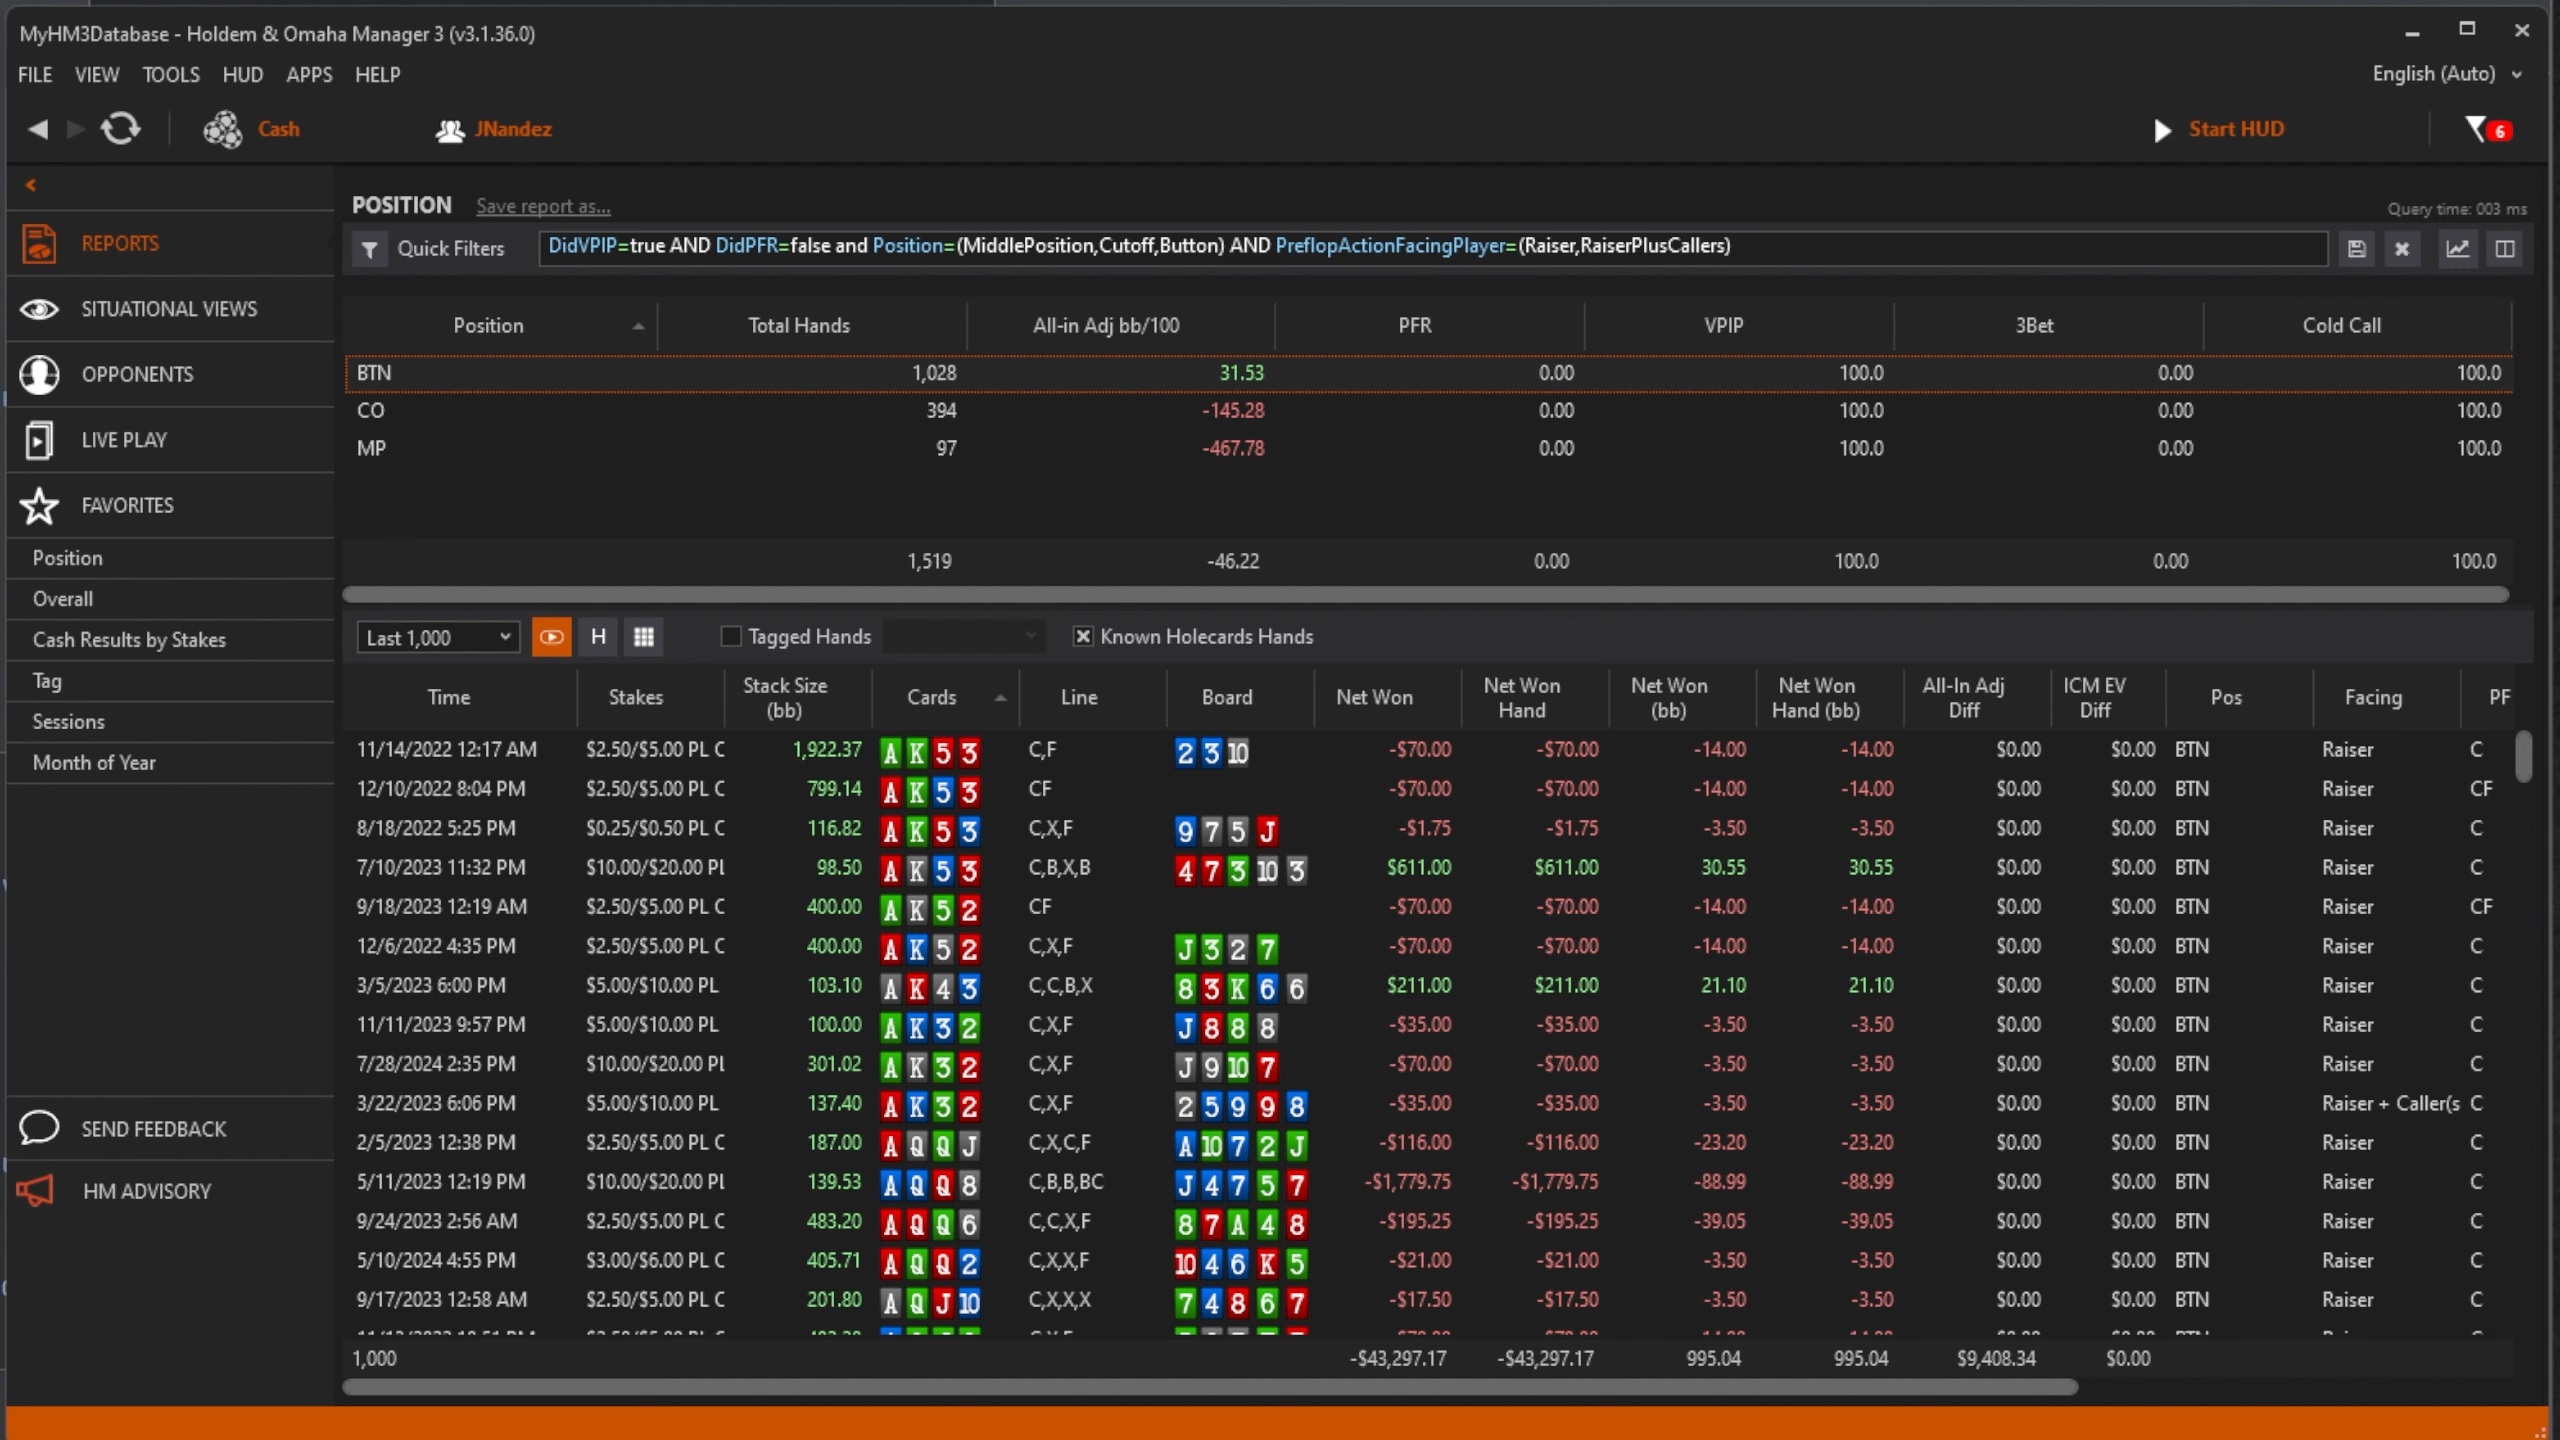 MyHM3Database - Holdem & Omaha Manager 3 (v3.1.36.0)
FILE VIEW TOOLS HUD APPS HELP
English (Auto)
Cash JNandez Start HUD 6
POSITION Save report as... Query time: 003 ms
Quick Filters DidVPIP=true AND DidPFR=false and Position=(MiddlePosition,Cutoff,Button) AND PreflopActionFacingPlayer=(Raiser,RaiserPlusCallers)
REPORTS
SITUATIONAL VIEWS
OPPONENTS
LIVE PLAY
FAVORITES
Position
Overall
Cash Results by Stakes
Tag
Sessions
Month of Year
SEND FEEDBACK
HM ADVISORY
Position Total Hands All-in Adj bb/100 PFR VPIP 3Bet Cold Call
BTN 1,028 31.53 0.00 100.0 0.00 100.0
CO 394 -145.28 0.00 100.0 0.00 100.0
MP 97 -467.78 0.00 100.0 0.00 100.0
1,519 -46.22 0.00 100.0 0.00 100.0
Last 1,000 H Tagged Hands Known Holecards Hands
Time Stakes Stack Size (bb) Cards Line Board Net Won Net Won Hand Net Won (bb) Net Won Hand (bb) All-In Adj Diff ICM EV Diff Pos Facing PF
11/14/2022 12:17 AM $2.50/$5.00 PL C 1,922.37 A K 5 3 C,F 2 3 10 -$70.00 -$70.00 -14.00 -14.00 $0.00 $0.00 BTN Raiser C
12/10/2022 8:04 PM $2.50/$5.00 PL C 799.14 A K 5 3 CF -$70.00 -$70.00 -14.00 -14.00 $0.00 $0.00 BTN Raiser CF
8/18/2022 5:25 PM $0.25/$0.50 PL C 116.82 A K 5 3 C,X,F 9 7 5 J -$1.75 -$1.75 -3.50 -3.50 $0.00 $0.00 BTN Raiser C
7/10/2023 11:32 PM $10.00/$20.00 PL 98.50 A K 5 3 C,B,X,B 4 7 3 10 3 $611.00 $611.00 30.55 30.55 $0.00 $0.00 BTN Raiser C
9/18/2023 12:19 AM $2.50/$5.00 PL C 400.00 A K 5 2 CF -$70.00 -$70.00 -14.00 -14.00 $0.00 $0.00 BTN Raiser CF
12/6/2022 4:35 PM $2.50/$5.00 PL C 400.00 A K 5 2 C,X,F J 3 2 7 -$70.00 -$70.00 -14.00 -14.00 $0.00 $0.00 BTN Raiser C
3/5/2023 6:00 PM $5.00/$10.00 PL 103.10 A K 4 3 C,C,B,X 8 3 K 6 6 $211.00 $211.00 21.10 21.10 $0.00 $0.00 BTN Raiser C
11/11/2023 9:57 PM $5.00/$10.00 PL 100.00 A K 3 2 C,X,F J 8 8 8 -$35.00 -$35.00 -3.50 -3.50 $0.00 $0.00 BTN Raiser C
7/28/2024 2:35 PM $10.00/$20.00 PL 301.02 A K 3 2 C,X,F J 9 10 7 -$70.00 -$70.00 -3.50 -3.50 $0.00 $0.00 BTN Raiser C
3/22/2023 6:06 PM $5.00/$10.00 PL 137.40 A K 3 2 C,X,F 2 5 9 9 8 -$35.00 -$35.00 -3.50 -3.50 $0.00 $0.00 BTN Raiser + Caller(s C
2/5/2023 12:38 PM $2.50/$5.00 PL C 187.00 A Q Q J C,X,C,F A 10 7 2 J -$116.00 -$116.00 -23.20 -23.20 $0.00 $0.00 BTN Raiser C
5/11/2023 12:19 PM $10.00/$20.00 PL 139.53 A Q Q 8 C,B,B,BC J 4 7 5 7 -$1,779.75 -$1,779.75 -88.99 -88.99 $0.00 $0.00 BTN Raiser C
9/24/2023 2:56 AM $2.50/$5.00 PL C 483.20 A Q Q 6 C,C,X,F 8 7 A 4 8 -$195.25 -$195.25 -39.05 -39.05 $0.00 $0.00 BTN Raiser C
5/10/2024 4:55 PM $3.00/$6.00 PL C 405.71 A Q Q 2 C,X,X,F 10 4 6 K 5 -$21.00 -$21.00 -3.50 -3.50 $0.00 $0.00 BTN Raiser C
9/17/2023 12:58 AM $2.50/$5.00 PL C 201.80 A Q J 10 C,X,X,X 7 4 8 6 7 -$17.50 -$17.50 -3.50 -3.50 $0.00 $0.00 BTN Raiser C
1,000 -$43,297.17 -$43,297.17 995.04 995.04 $9,408.34 $0.00